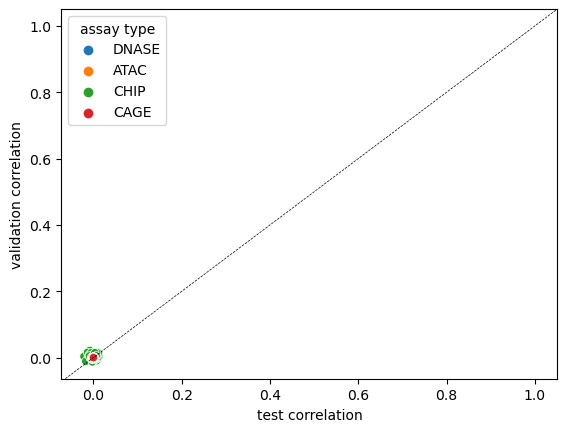 assay type
DNASE
ATAC
CHIP
CAGE
validation correlation
1.0
0.8
0.6
0.4
0.2
0.0
0.0 0.2 0.4 0.6 0.8 1.0
test correlation